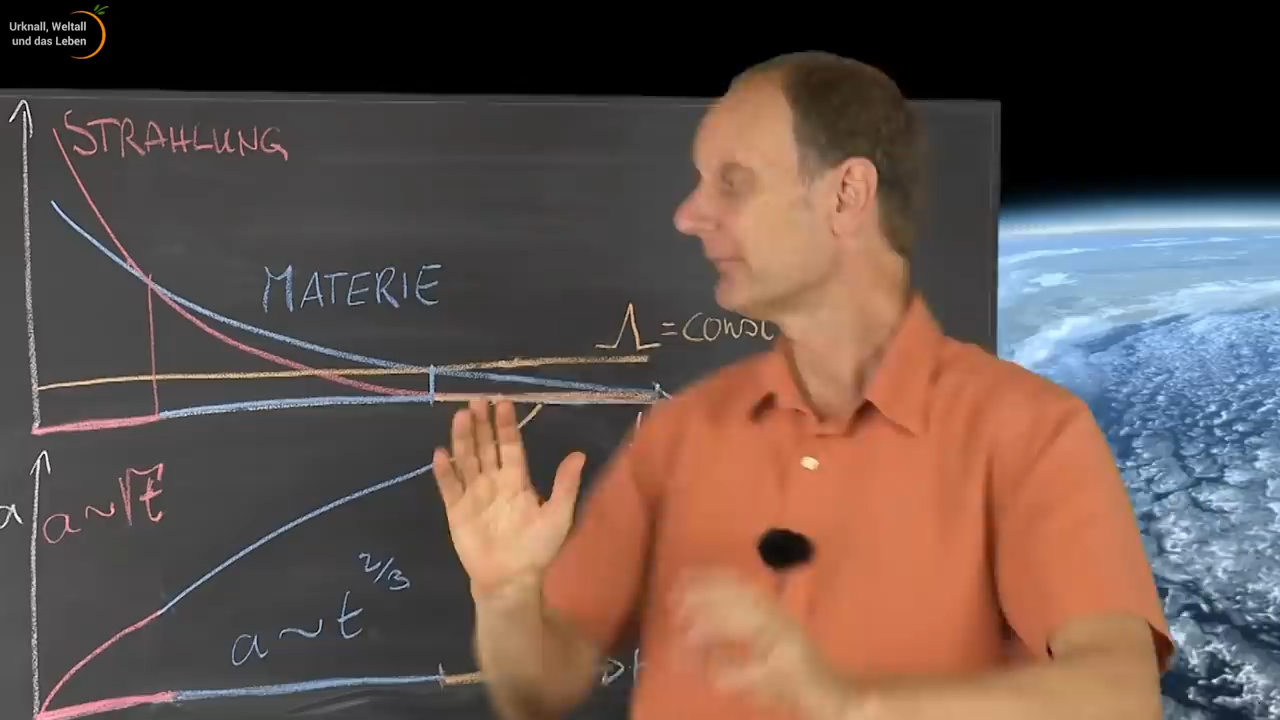 Urknall, Weltall
und das Leben
STRAHLUNG
MATERIE
Λ = CONST
a
a ~ √t
a ~ t^2/3